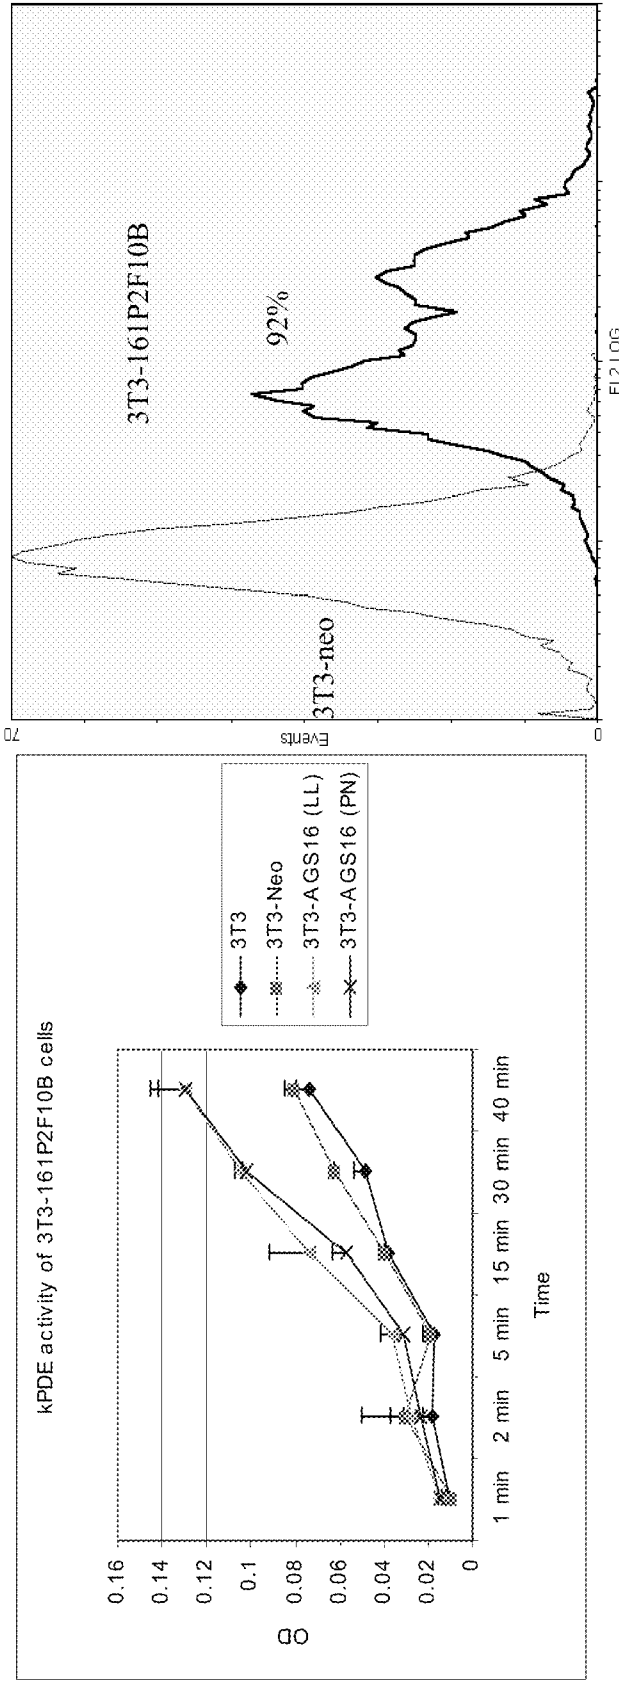 kPDE activity of 3T3-161P2F10B cells
0.16
0.14
0.12
0.1
0.08
0.06
0.04
0.02
0
OD
1 min
2 min
5 min
15 min
30 min
40 min
Time
3T3
3T3-Neo
3T3-AGS16 (LL)
3T3-AGS16 (PN)
70
Events
0
3T3-neo
3T3-161P2F10B
92%
FL2 LOG